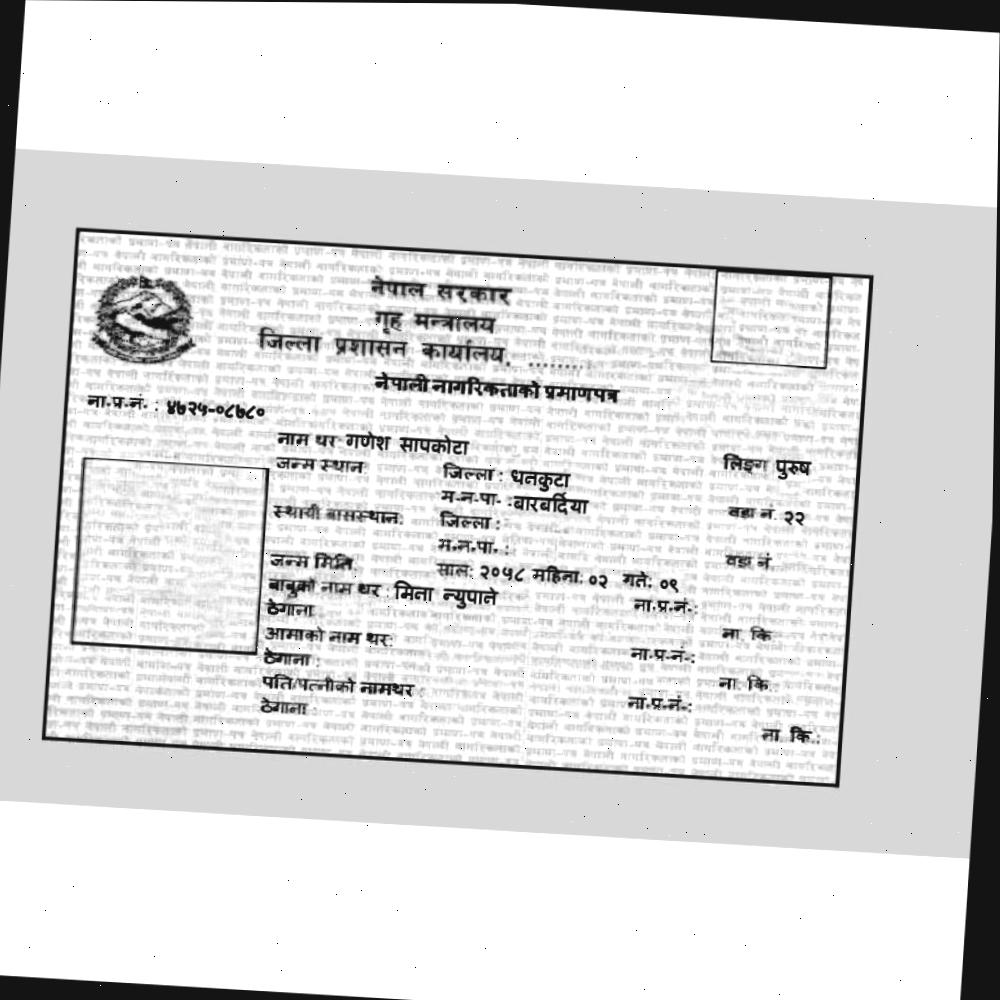 नेपाल सरकार
गृह मन्त्रालय
जिल्ला प्रशासन कार्यालय. ........
नेपाली नागरिकताको प्रमाणपत्र
ना.प्र.नं. : ४७२५-०८७८०
नाम थर: गणेश सापकोटा लिङ्ग पुरुष
जन्म स्थान: जिल्ला : धनकुटा
म.न.पा. : बारबर्दिया वडा नं. २२
स्थायी बासस्थान: जिल्ला :
म.न.पा. : वडा नं.
जन्म मिति: साल: २०५८ महिना: ०२ गते: ०९
बाबुको नाम थर : मिना न्युपाने ना.प्र.नं.:
ठेगाना ना. कि
आमाको नाम थर: ना.प्र.नं.:
ठेगाना : ना. कि.:
पति/पत्नीको नामथर : ना.प्र.नं.:
ठेगाना : ना. कि.: